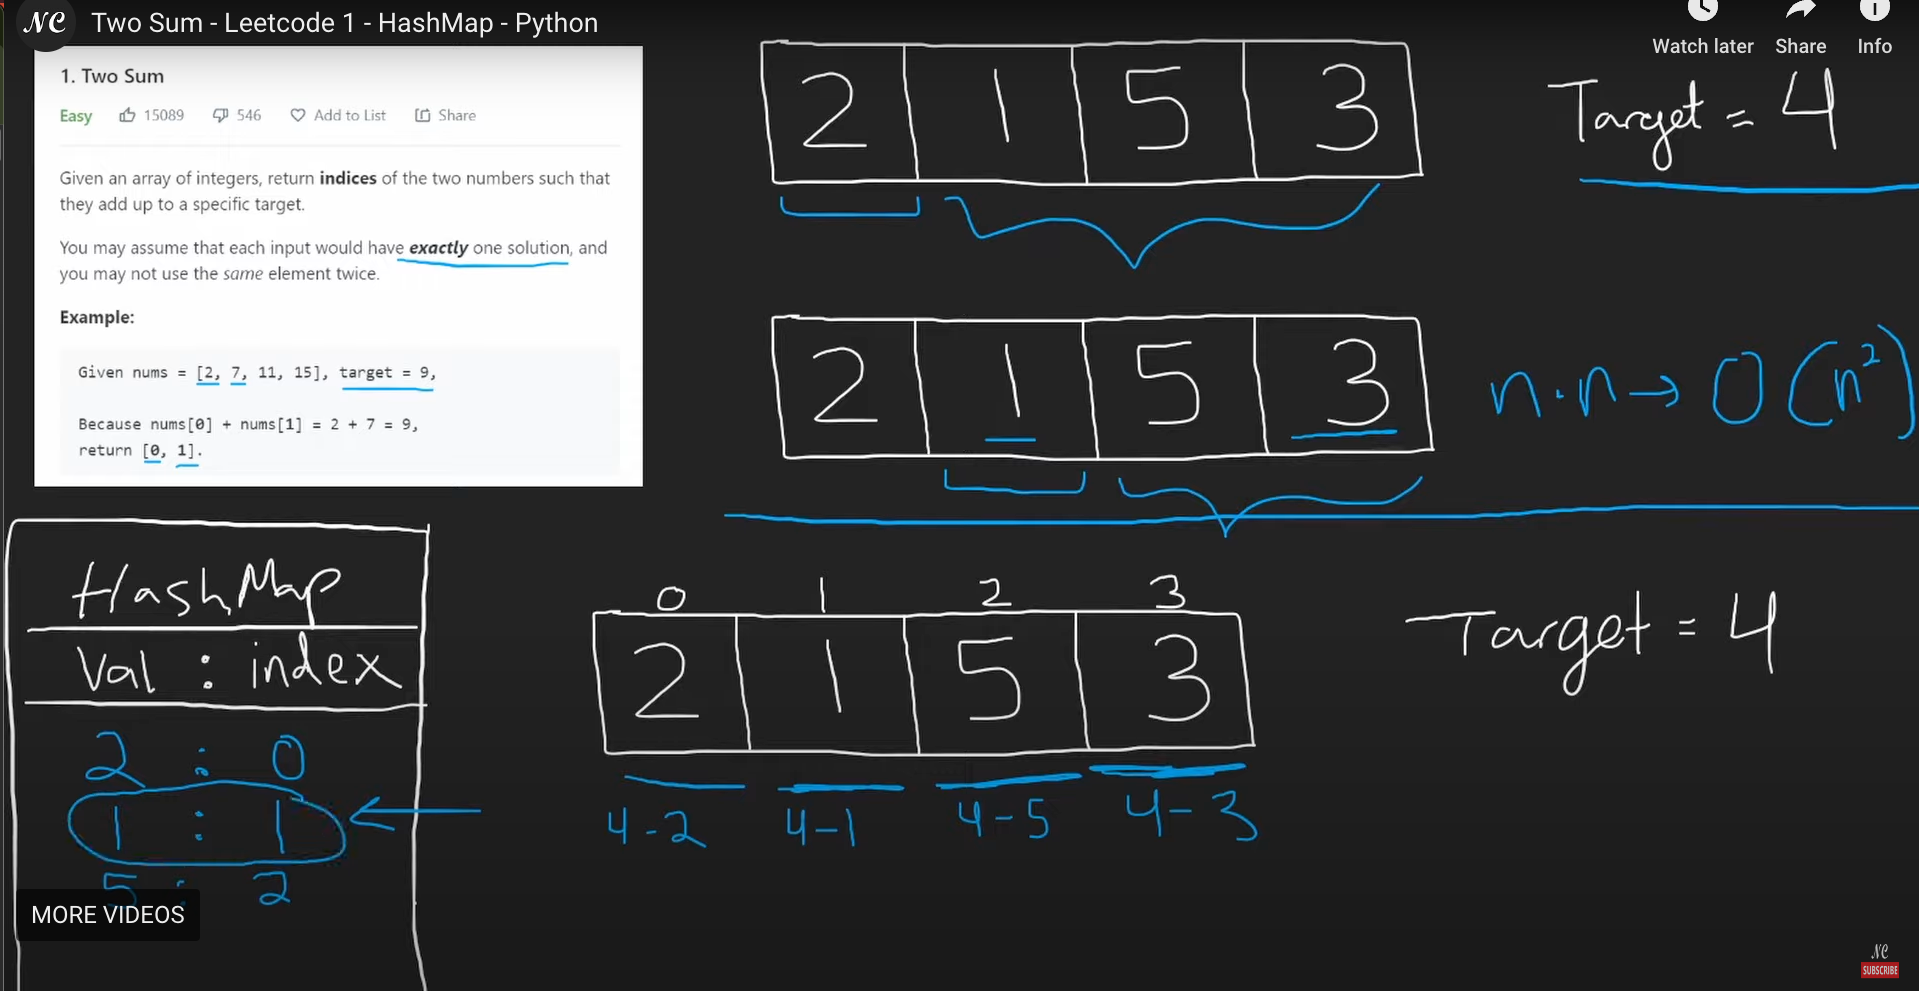 NC Two Sum - Leetcode 1 - HashMap - Python
Watch later Share Info
1. Two Sum
Easy 15089 546 Add to List Share
Given an array of integers, return indices of the two numbers such that
they add up to a specific target.
You may assume that each input would have exactly one solution, and
you may not use the same element twice.
Example:
Given nums = [2, 7, 11, 15], target = 9,
Because nums[0] + nums[1] = 2 + 7 = 9,
return [0, 1].
2 1 5 3
Target = 4
2 1 5 3
n·n→ O(n²)
HashMap
Val : index
2 : 0
1 : 1
5 : 2
0 1 2 3
2 1 5 3
4-2 4-1 4-5 4-3
Target = 4
MORE VIDEOS
NC
SUBSCRIBE